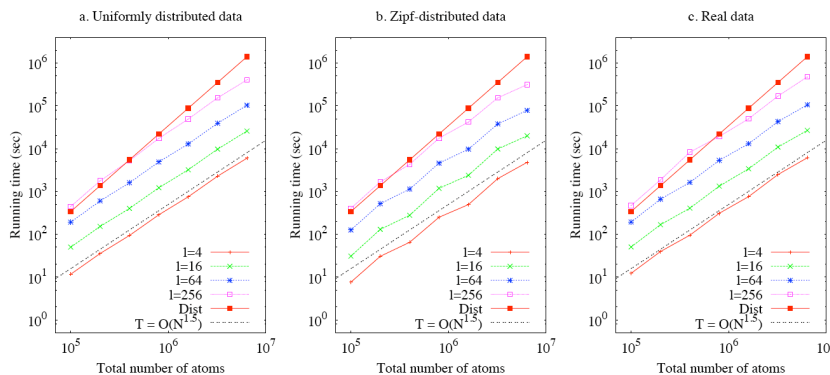 a. Uniformly distributed data
10^6
10^5
10^4
10^3
10^2
10^1
10^0
Running time (sec)
l=4
l=16
l=64
l=256
Dist
T = O(N^1.5)
10^5
10^6
10^7
Total number of atoms
b. Zipf-distributed data
10^6
10^5
10^4
10^3
10^2
10^1
10^0
Running time (sec)
l=4
l=16
l=64
l=256
Dist
T = O(N^1.5)
10^5
10^6
10^7
Total number of atoms
c. Real data
10^6
10^5
10^4
10^3
10^2
10^1
10^0
Running time (sec)
l=4
l=16
l=64
l=256
Dist
T = O(N^1.5)
10^5
10^6
10
Total number of atoms